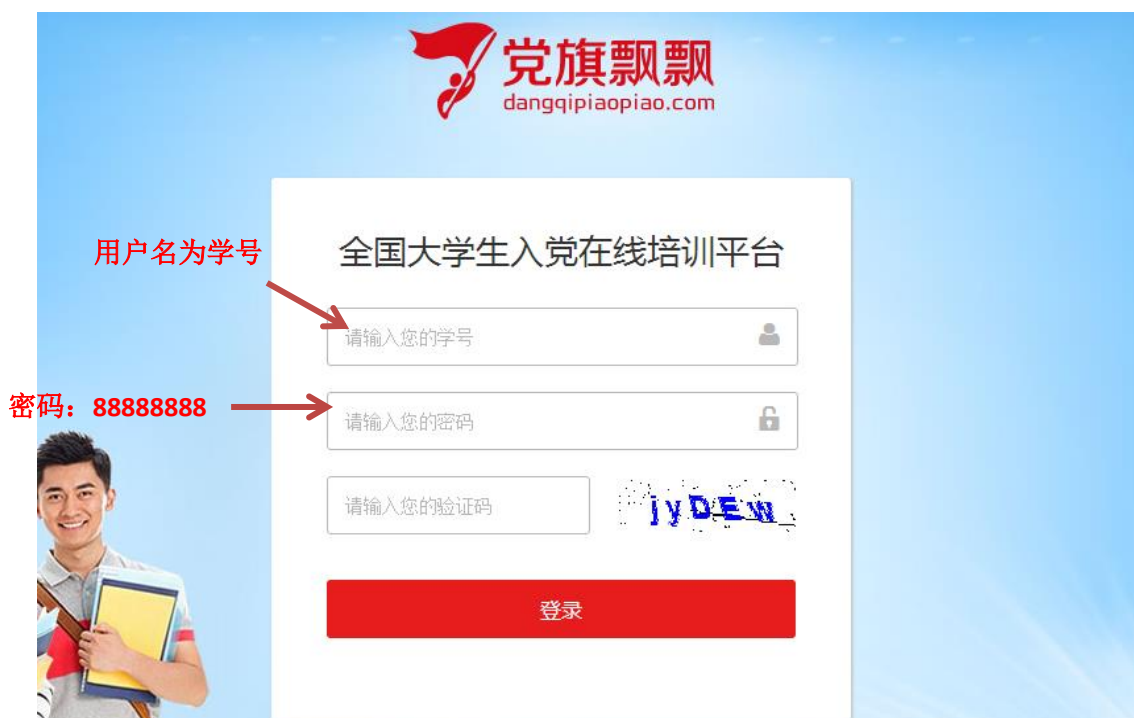 党旗飘飘
dangqipiaopiao.com
全国大学生入党在线培训平台
用户名为学号
请输入您的学号
密码：88888888
请输入您的密码
请输入您的验证码
jyDEW
登录